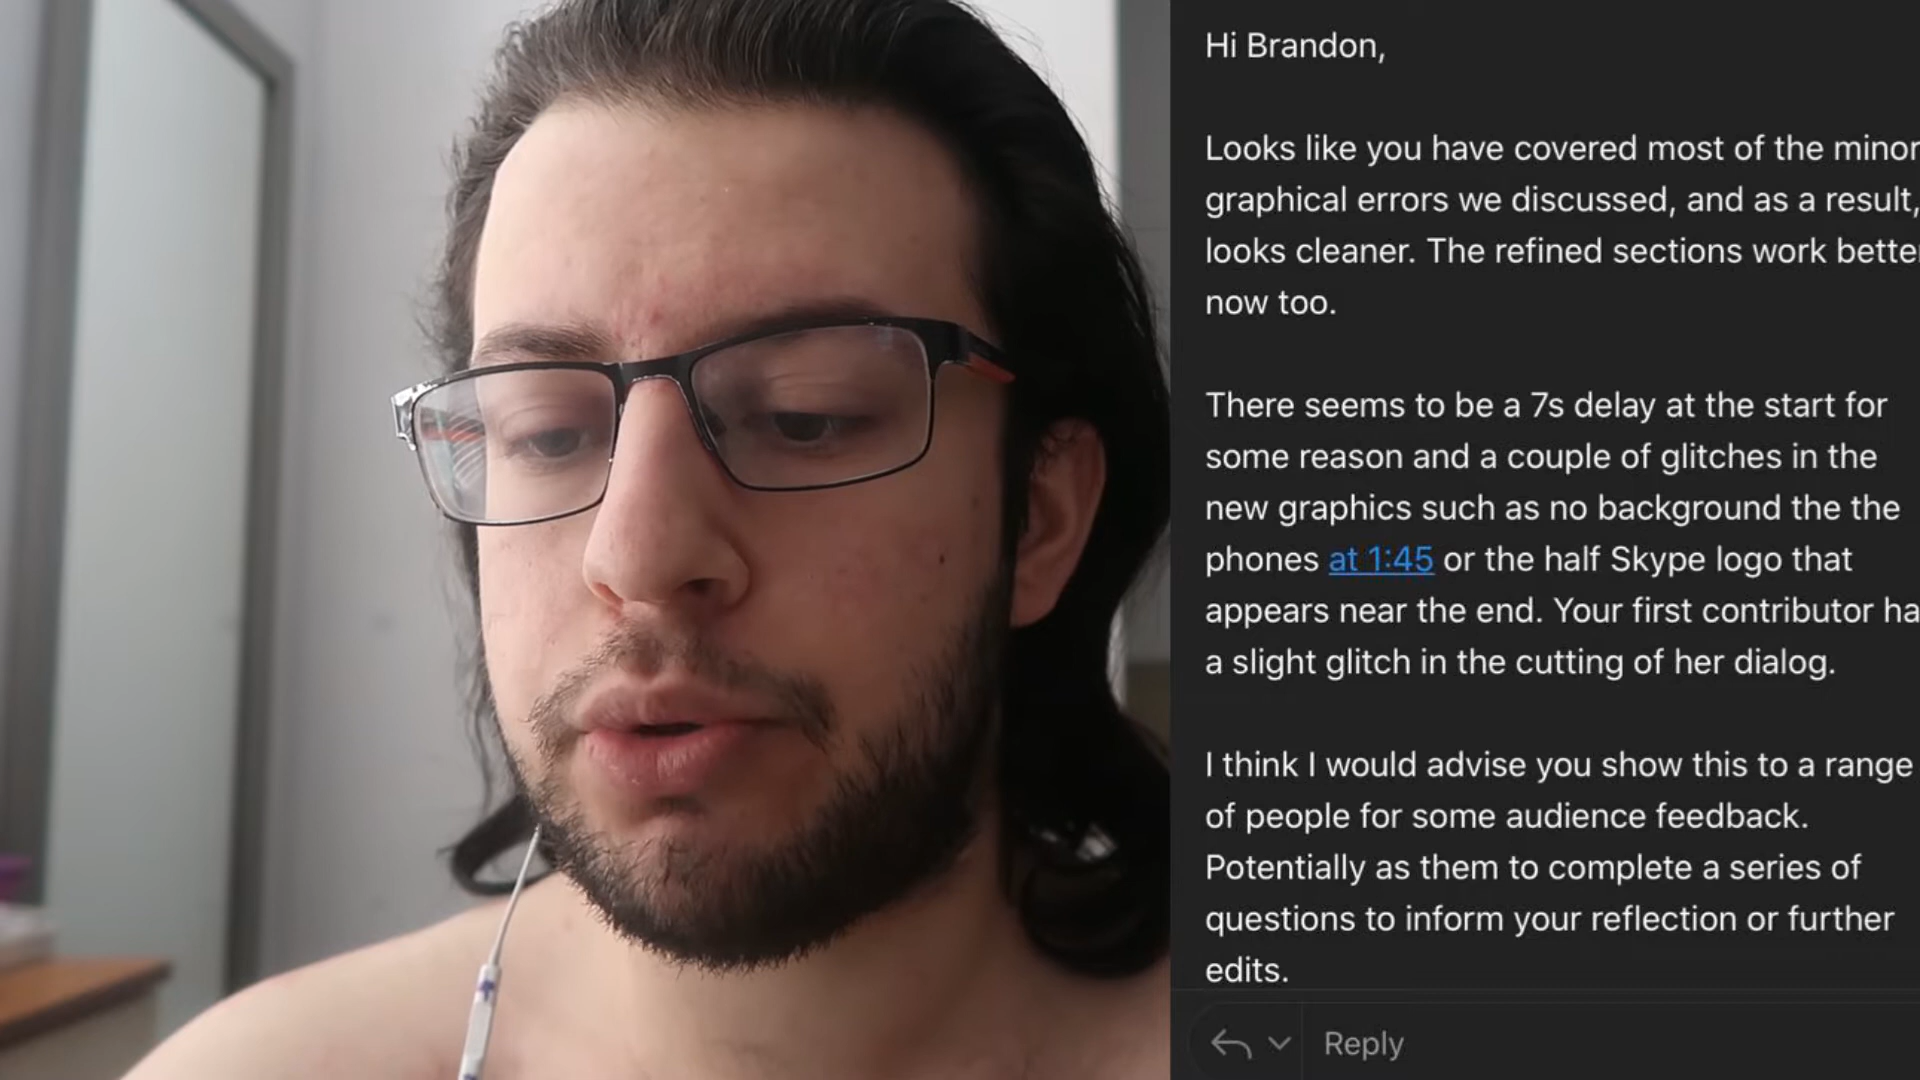 Hi Brandon,
Looks like you have covered most of the minor
graphical errors we discussed, and as a result,
looks cleaner. The refined sections work better
now too.
There seems to be a 7s delay at the start for
some reason and a couple of glitches in the
new graphics such as no background the the
phones at 1:45 or the half Skype logo that
appears near the end. Your first contributor ha
a slight glitch in the cutting of her dialog.
I think I would advise you show this to a range
of people for some audience feedback.
Potentially as them to complete a series of
questions to inform your reflection or further
edits.
Reply